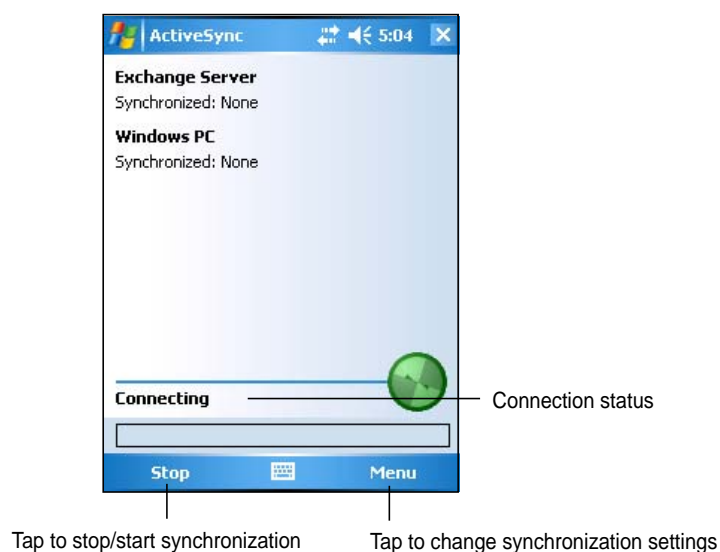 ActiveSync 5:04
Exchange Server
Synchronized: None
Windows PC
Synchronized: None
Connecting
Connection status
Stop Menu
Tap to stop/start synchronization
Tap to change synchronization settings